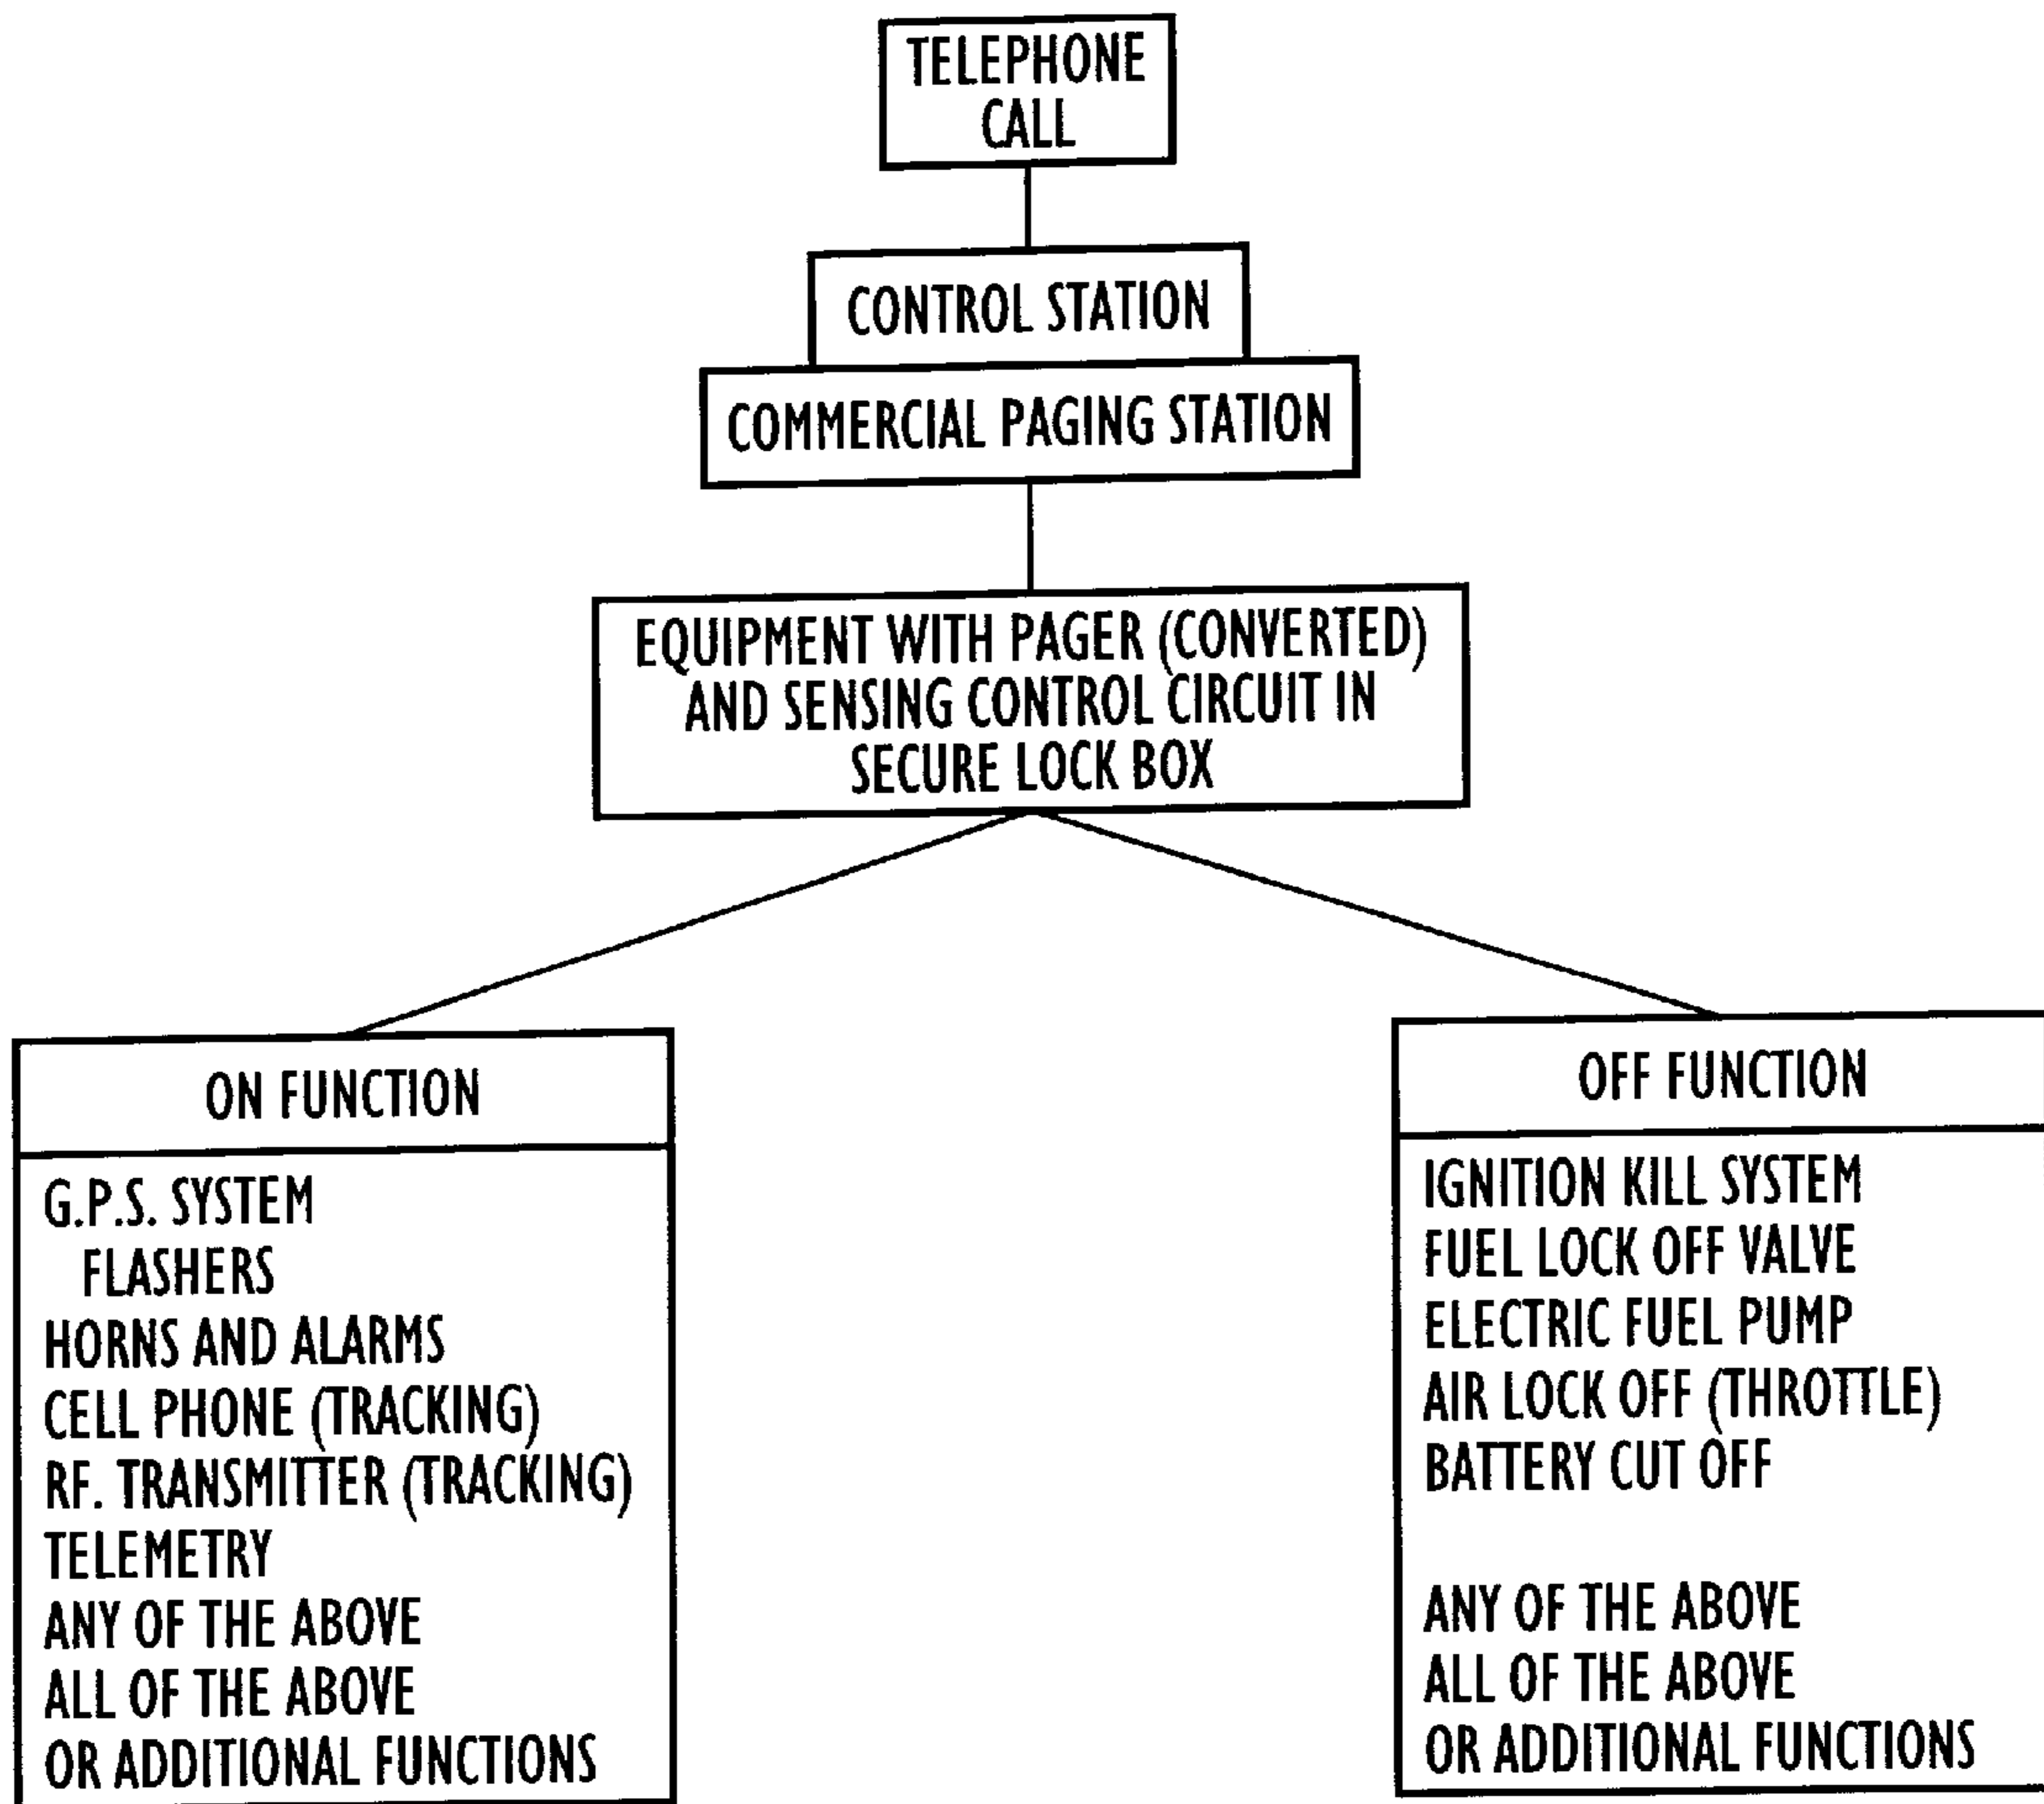 TELEPHONE
CALL
CONTROL STATION
COMMERCIAL PAGING STATION
EQUIPMENT WITH PAGER (CONVERTED)
AND SENSING CONTROL CIRCUIT IN
SECURE LOCK BOX
ON FUNCTION
G.P.S. SYSTEM
FLASHERS
HORNS AND ALARMS
CELL PHONE (TRACKING)
RF. TRANSMITTER (TRACKING)
TELEMETRY
ANY OF THE ABOVE
ALL OF THE ABOVE
OR ADDITIONAL FUNCTIONS
OFF FUNCTION
IGNITION KILL SYSTEM
FUEL LOCK OFF VALVE
ELECTRIC FUEL PUMP
AIR LOCK OFF (THROTTLE)
BATTERY CUT OFF
ANY OF THE ABOVE
ALL OF THE ABOVE
OR ADDITIONAL FUNCTIONS